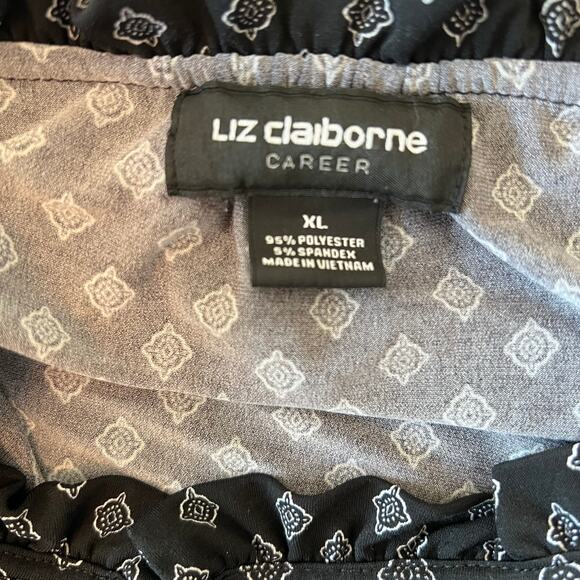 Liz claiborne
CAREER
XL
95% POLYESTER
5% SPANDEX
MADE IN VIETNAM